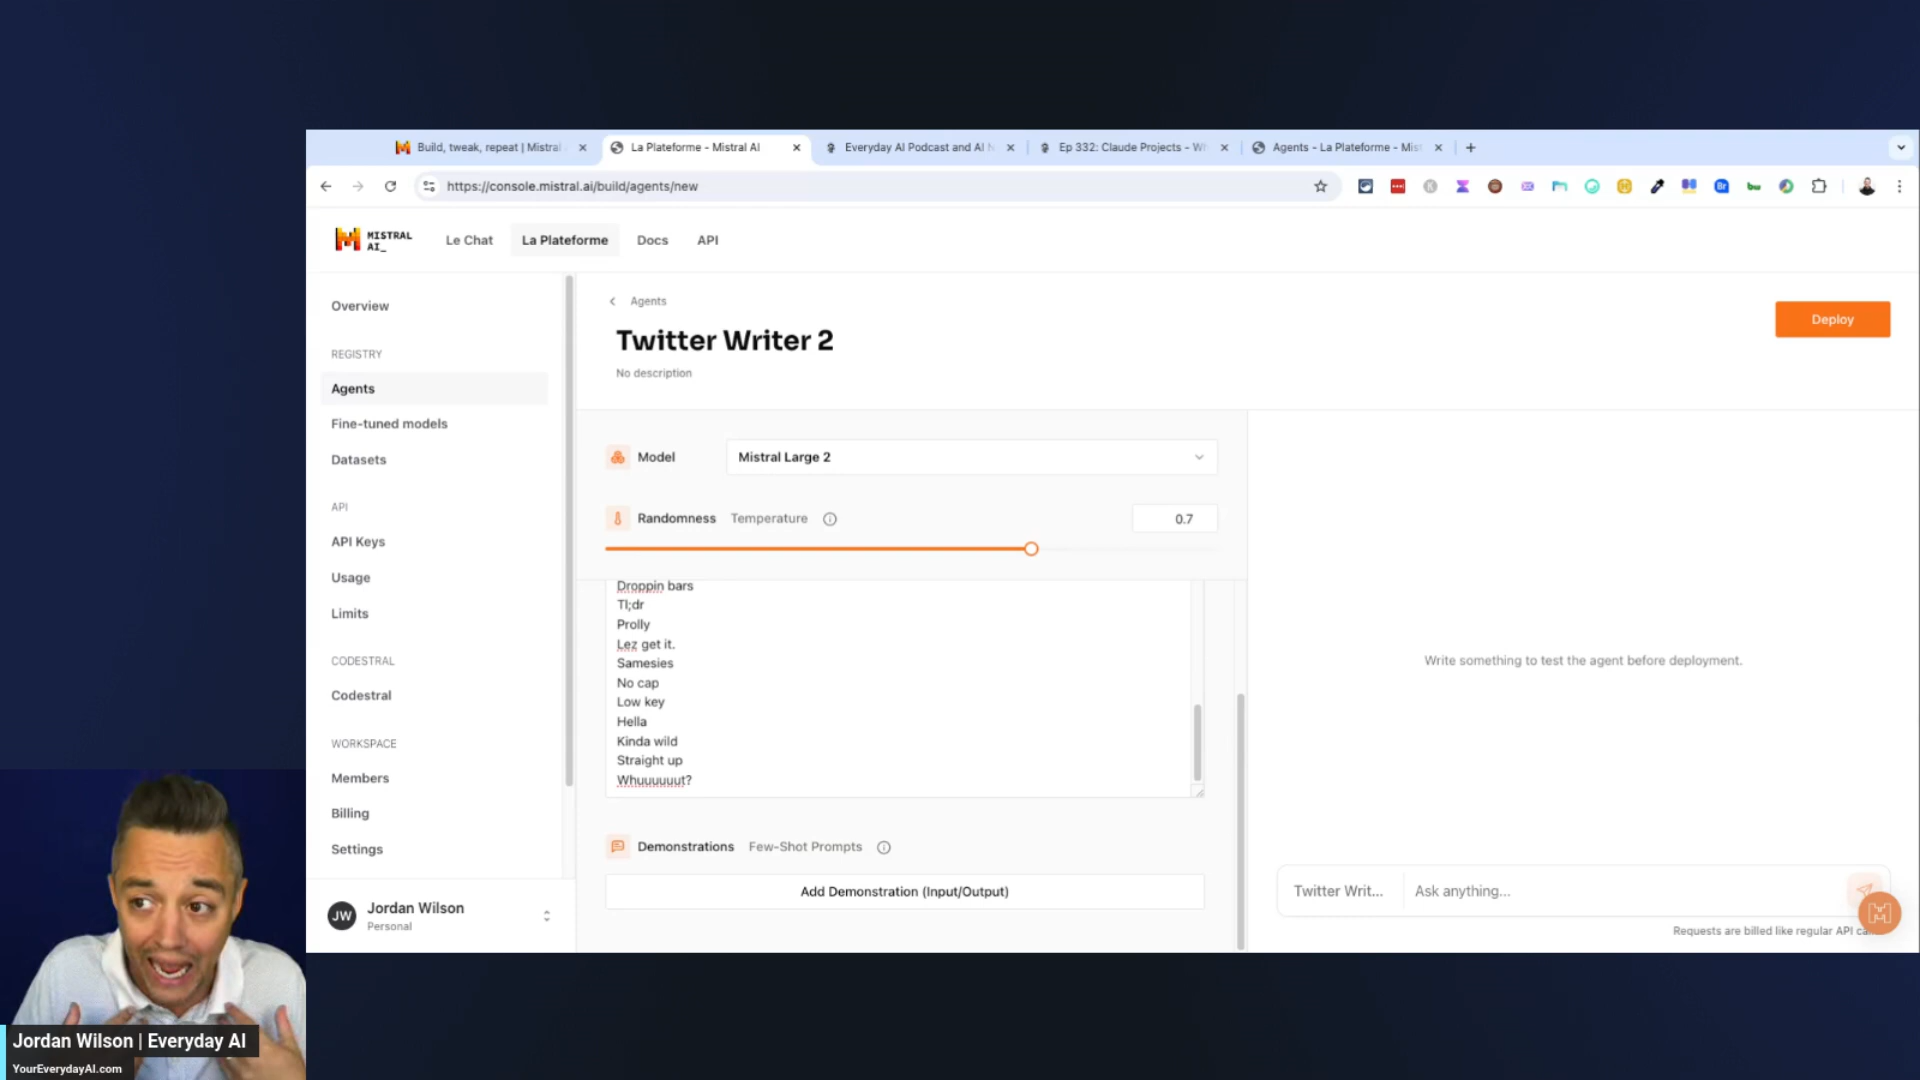 Build, tweak, repeat | Mistral
La Plateforme - Mistral AI
Everyday AI Podcast and AI N
Ep 332: Claude Projects - Wh
Agents - La Plateforme - Mist
https://console.mistral.ai/build/agents/new
Br
MISTRAL
AI_
Le Chat
La Plateforme
Docs
API
Overview
REGISTRY
Agents
Fine-tuned models
Datasets
API
API Keys
Usage
Limits
CODESTRAL
Codestral
WORKSPACE
Members
Billing
Settings
JW
Jordan Wilson
Personal
Agents
Twitter Writer 2
No description
Deploy
Model
Mistral Large 2
Randomness Temperature
0.7
Droppin bars
Tl;dr
Prolly
Lez get it.
Samesies
No cap
Low key
Hella
Kinda wild
Straight up
Whuuuuuut?
Demonstrations Few-Shot Prompts
Add Demonstration (Input/Output)
Write something to test the agent before deployment.
Twitter Writ...
Ask anything...
Requests are billed like regular API ca
Jordan Wilson | Everyday AI
YourEverydayAI.com